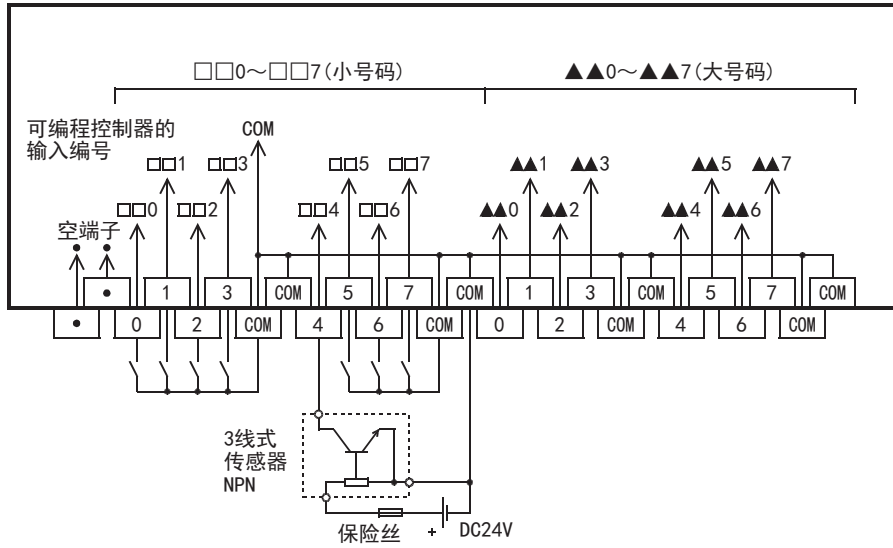 □□0～□□7(小号码)
▲▲0～▲▲7(大号码)
可编程控制器的
输入编号
COM
□□1
□□3
□□5
□□7
▲▲1
▲▲3
▲▲5
▲▲7
□□0
□□2
□□4
□□6
▲▲0
▲▲2
▲▲4
▲▲6
空端子
• 1 3 COM 5 7 COM 1 3 COM 5 7 COM
• 0 2 COM 4 6 COM 0 2 COM 4 6 COM
3线式
传感器
NPN
保险丝
+
DC24V